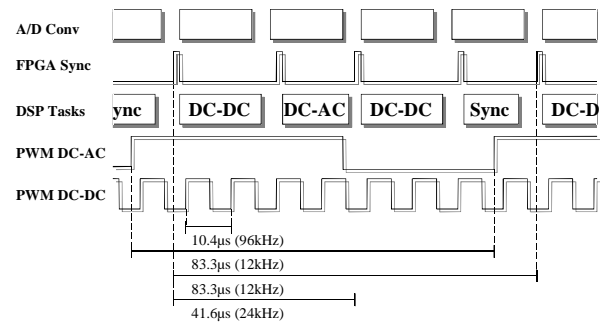 A/D Conv
FPGA Sync
DSP Tasks ync DC-DC DC-AC DC-DC Sync DC-D
PWM DC-AC
PWM DC-DC
10.4μs (96kHz)
83.3μs (12kHz)
83.3μs (12kHz)
41.6μs (24kHz)